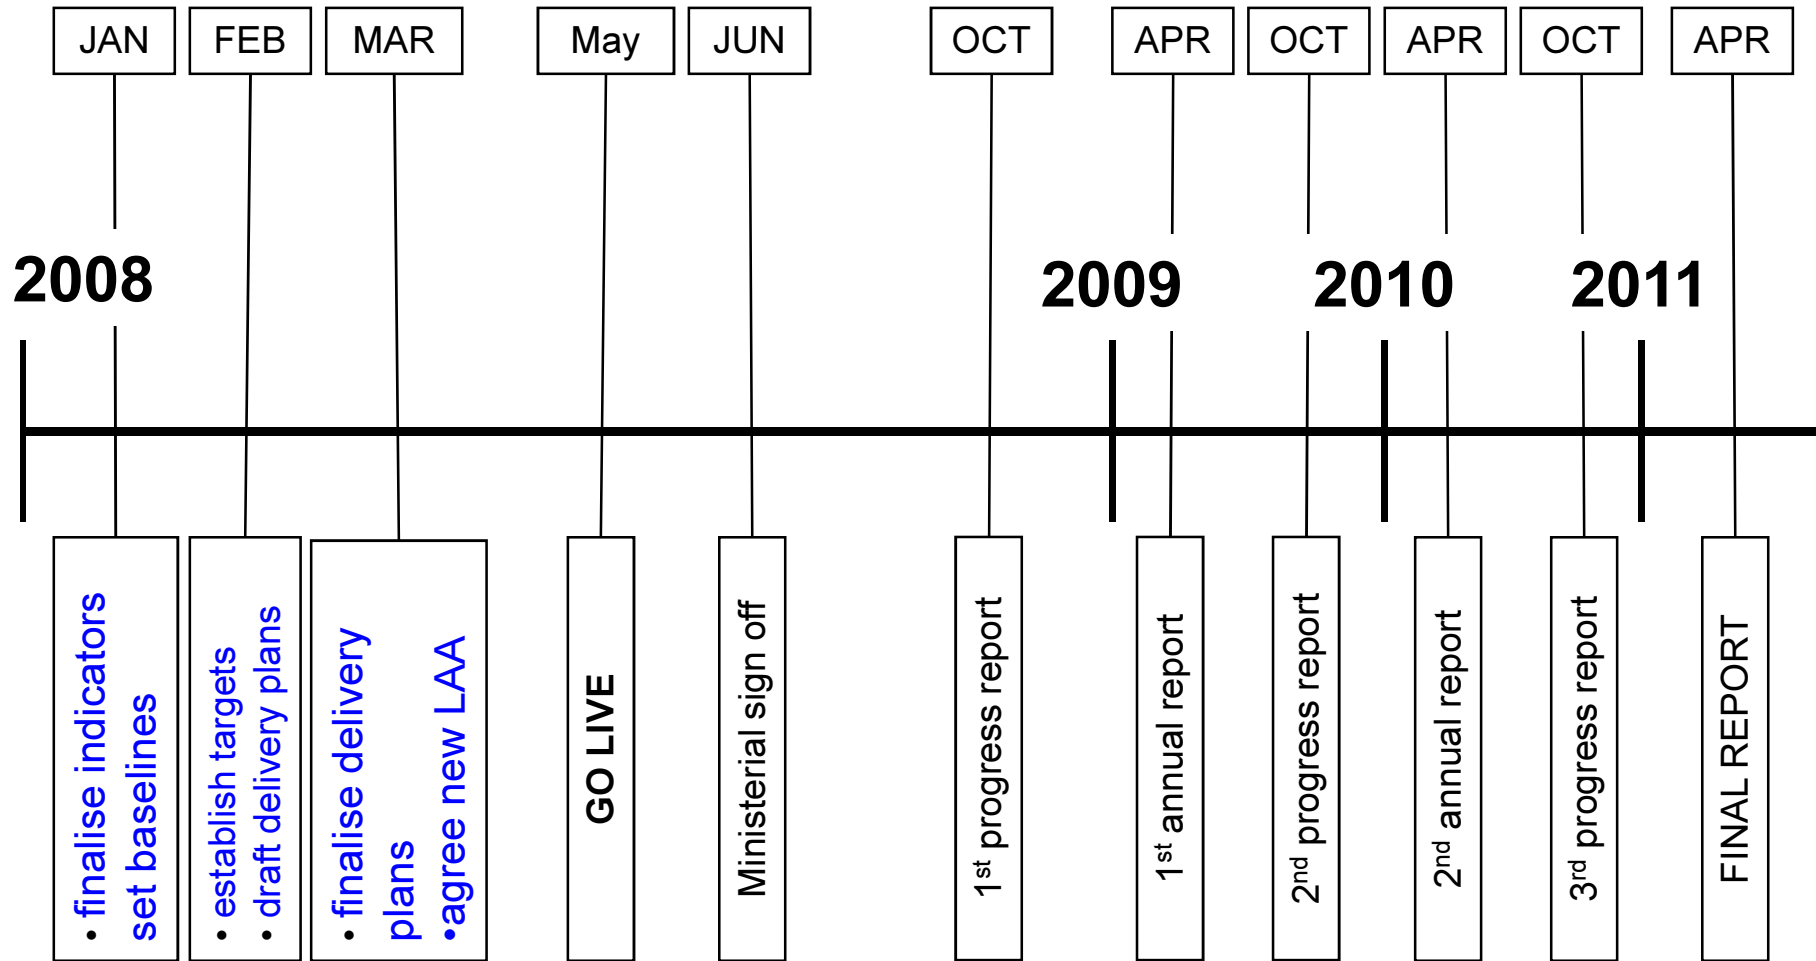 JAN
FEB
MAR
May
JUN
OCT
APR
OCT
APR
OCT
APR
2008
2009
2010
2011
• finalise indicators
set baselines
• establish targets
• draft delivery plans
• finalise delivery
plans
•agree new LAA
GO LIVE
Ministerial sign off
1st progress report
1st annual report
2nd progress report
2nd annual report
3rd progress report
FINAL REPORT